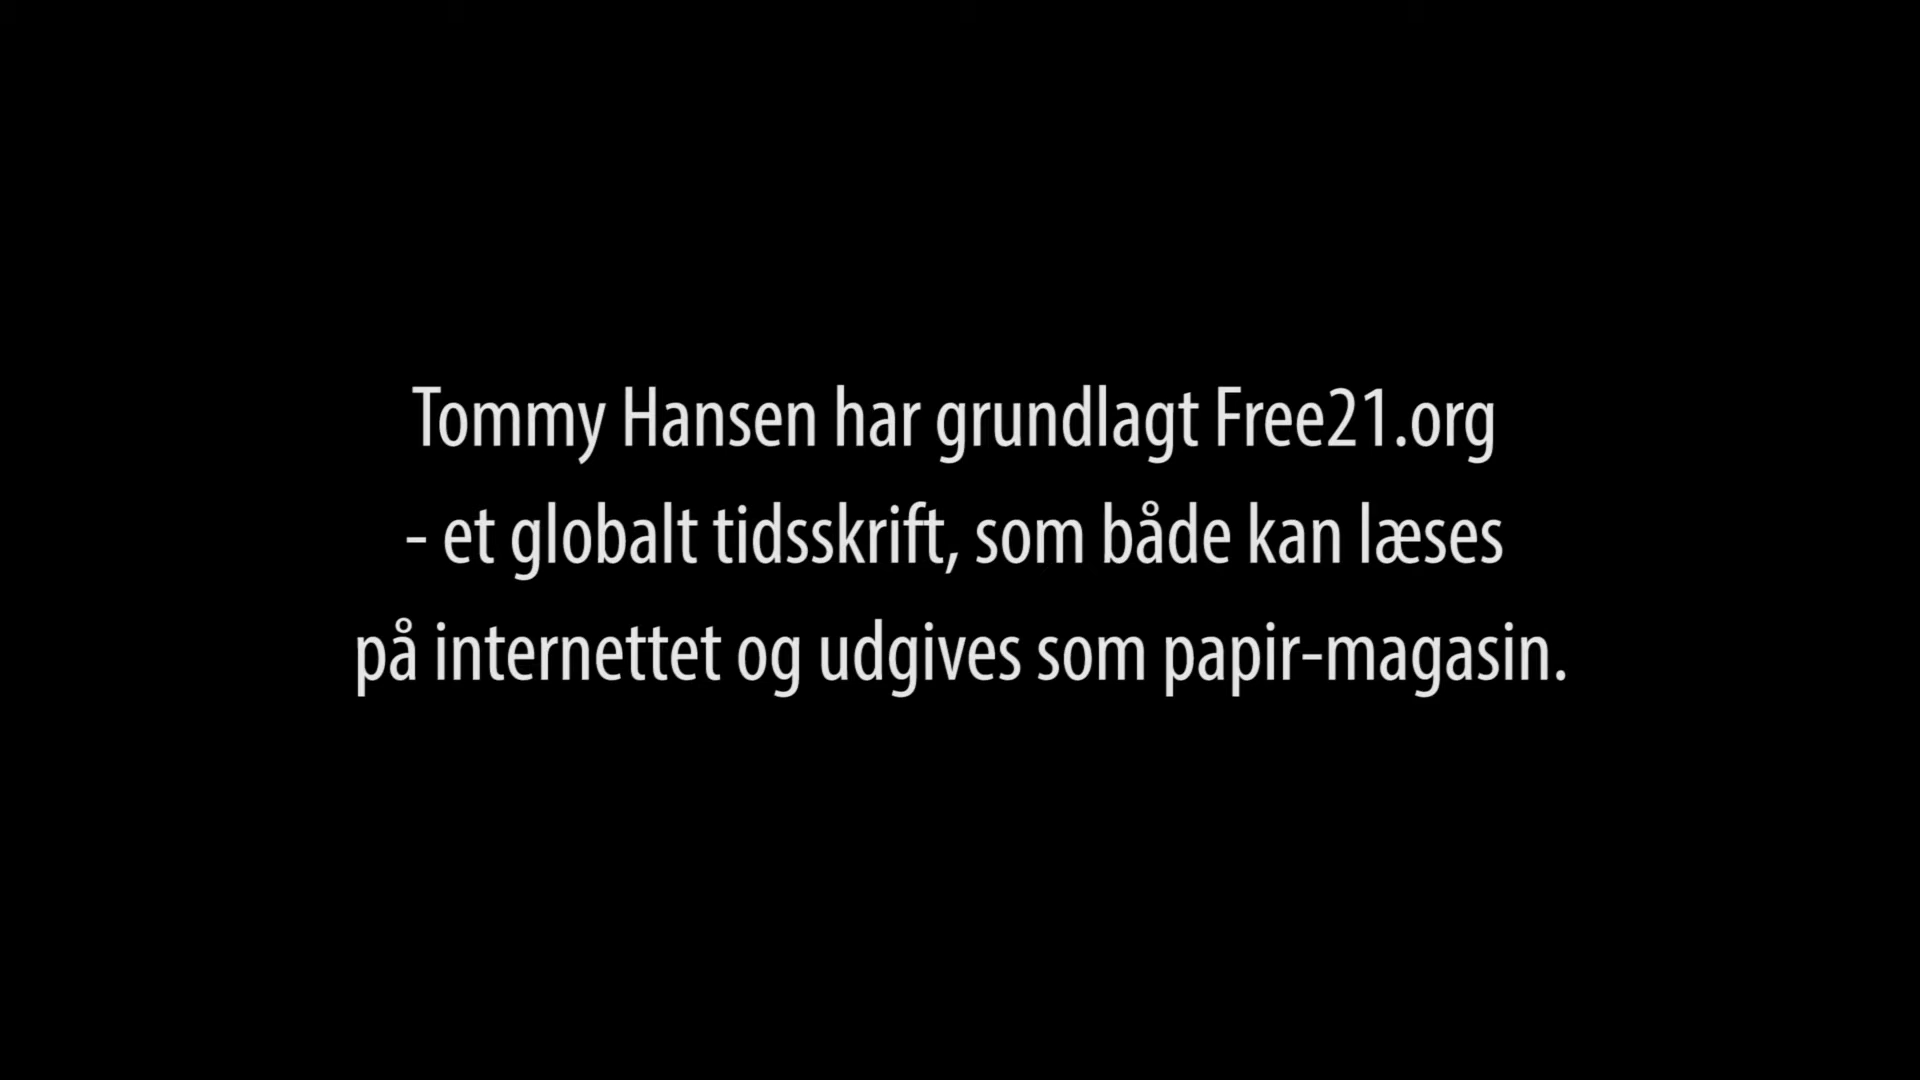 Tommy Hansen har grundlagt Free21.org
- et globalt tidsskrift, som både kan læses
på internettet og udgives som papir-magasin.